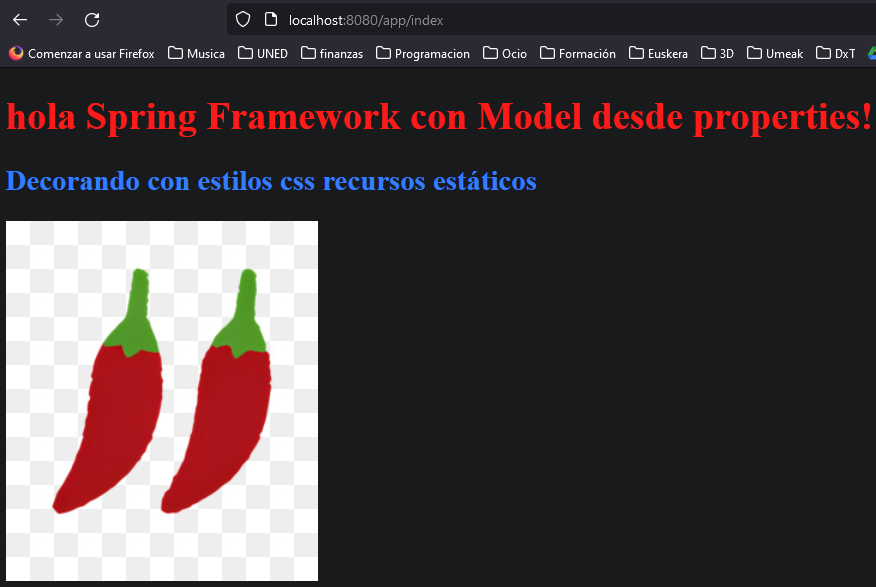 localhost:8080/app/index
Comenzar a usar Firefox Musica UNED finanzas Programacion Ocio Formación Euskera 3D Umeak DxT
hola Spring Framework con Model desde properties!
Decorando con estilos css recursos estáticos